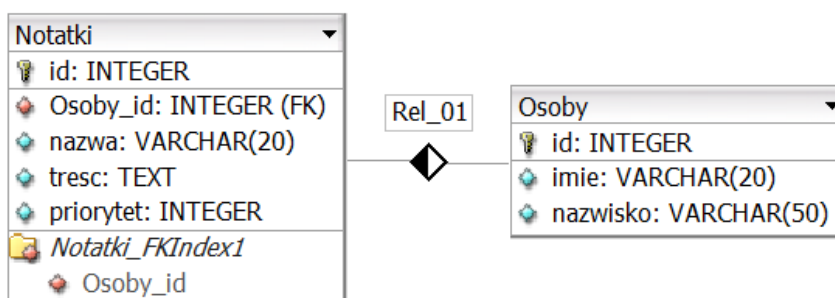 Notatki
id: INTEGER
Osoby_id: INTEGER (FK)
nazwa: VARCHAR(20)
tresc: TEXT
priorytet: INTEGER
Notatki_FKIndex1
Osoby_id
Rel_01
Osoby
id: INTEGER
imie: VARCHAR(20)
nazwisko: VARCHAR(50)